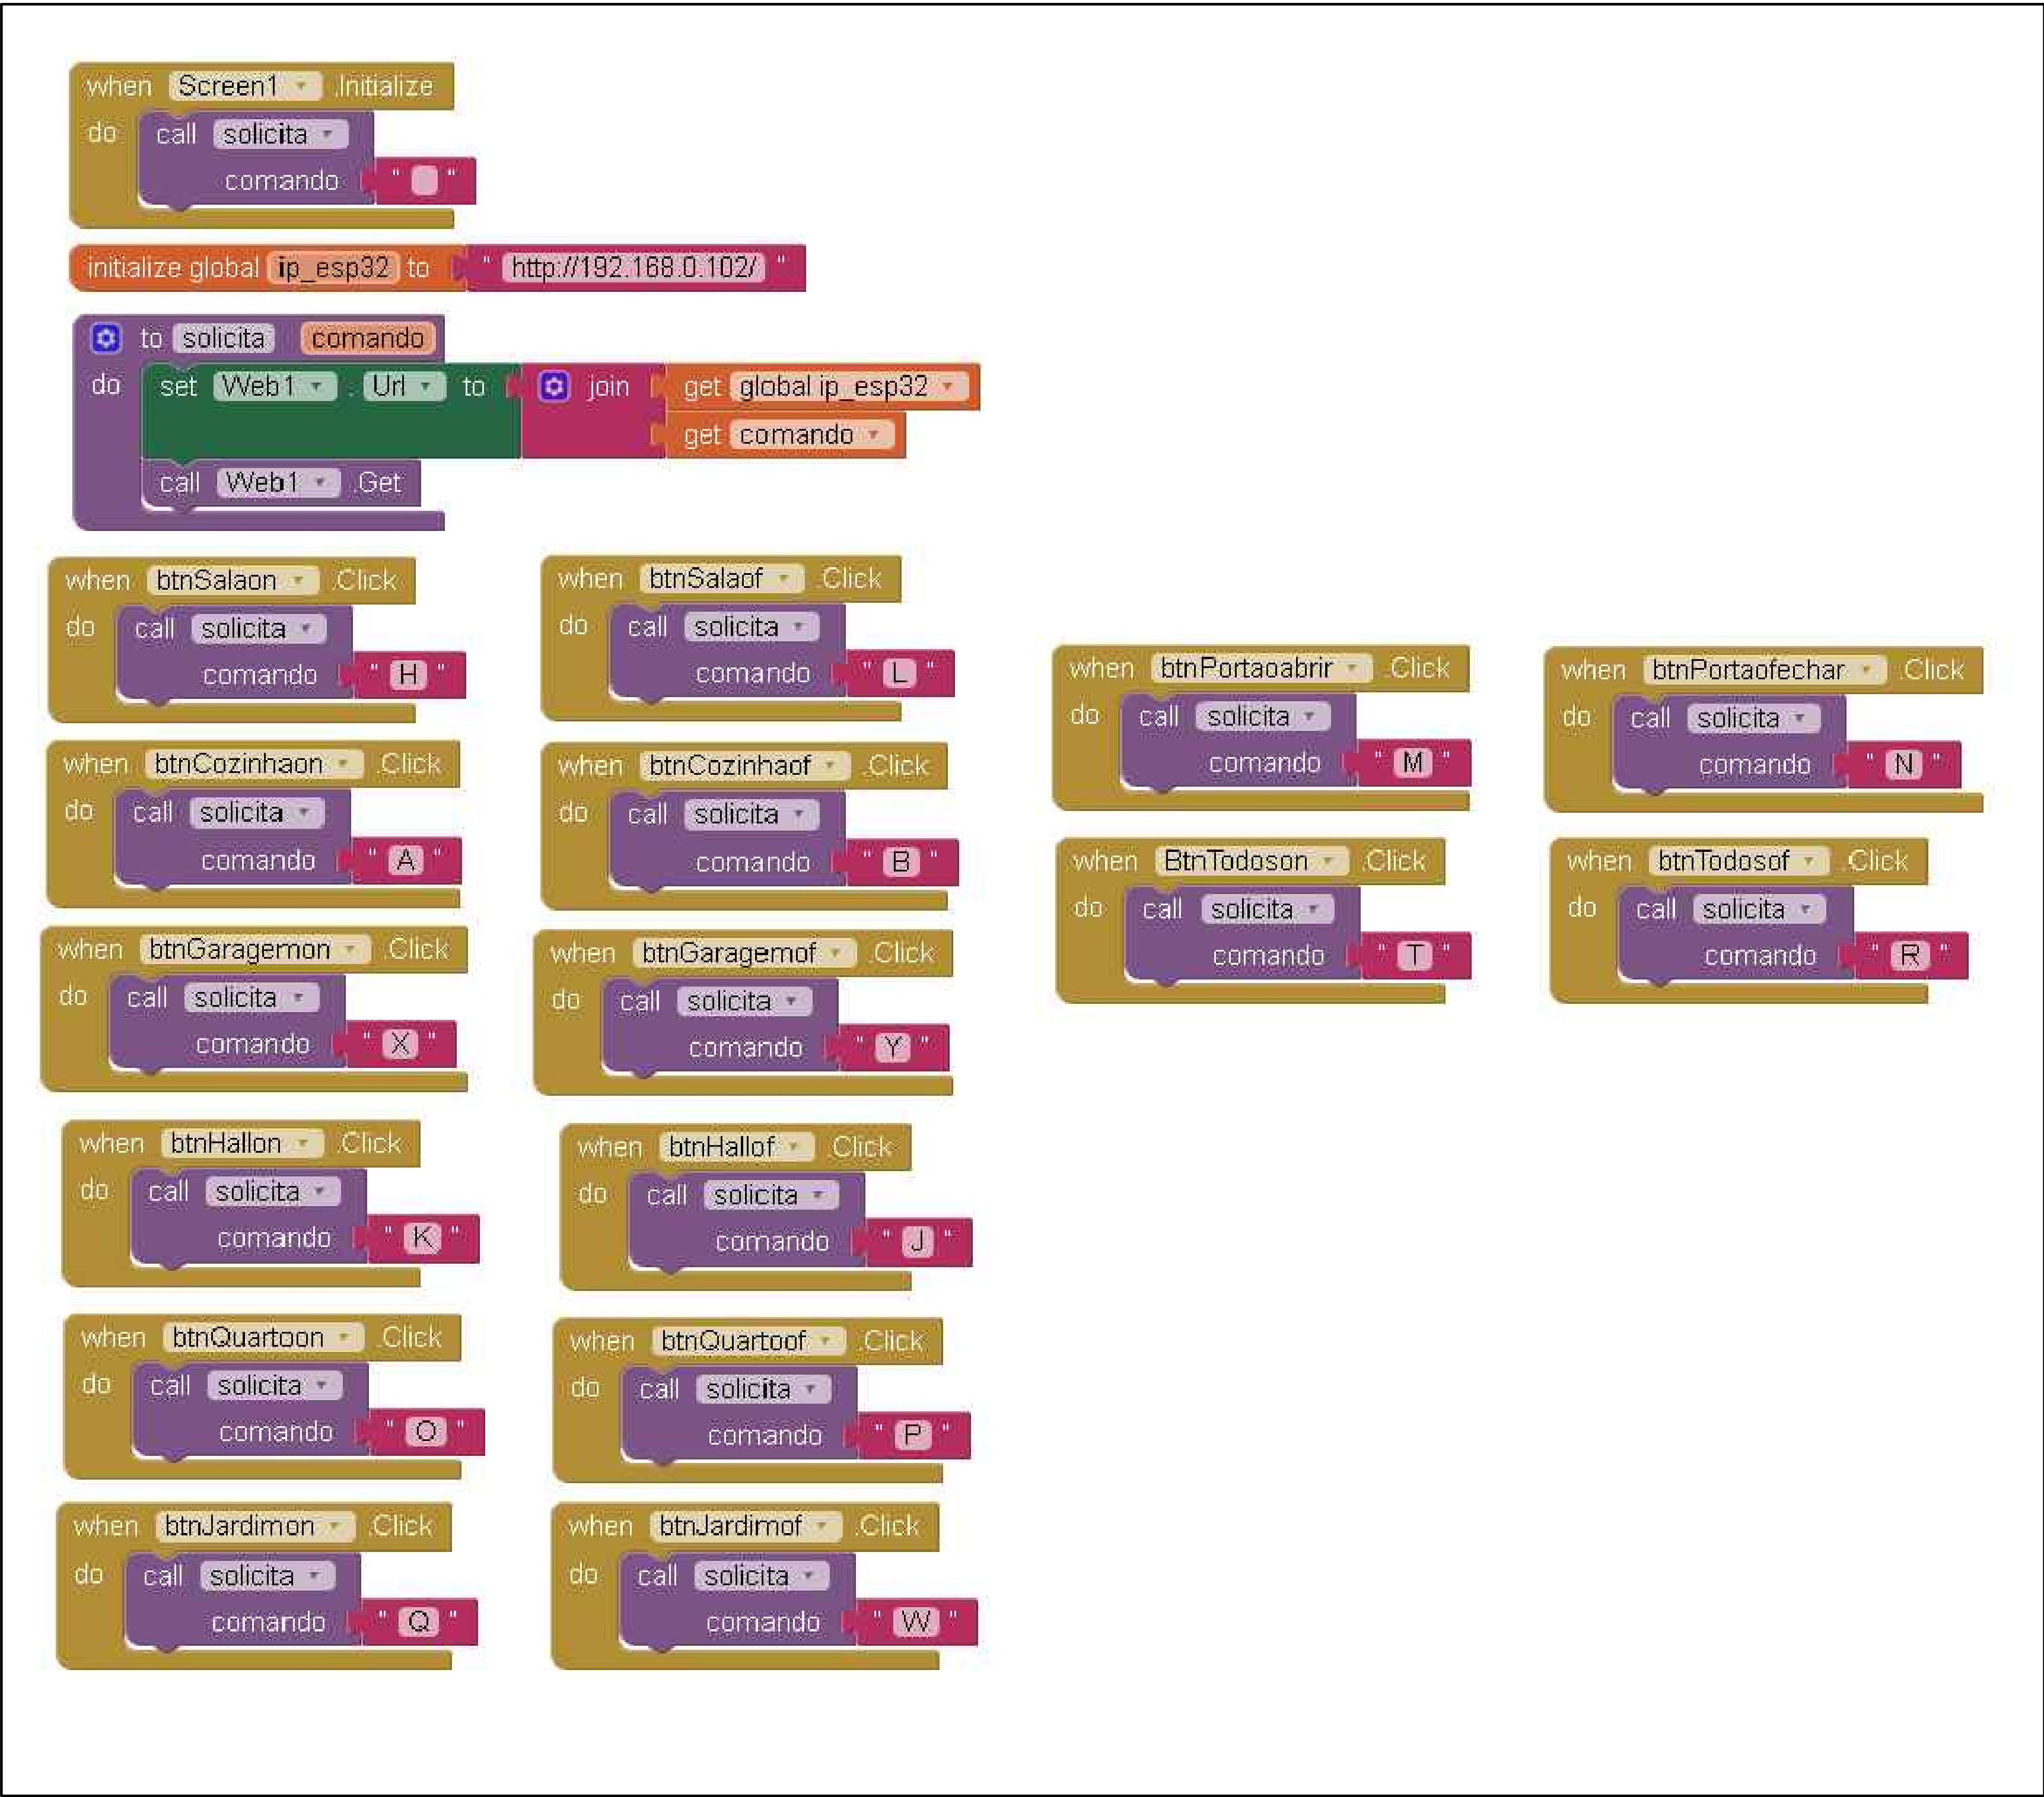 when Screen1 .Initialize
do call solicita
comando " "
initialize global ip_esp32 to " http://192.168.0.102/ "
to solicita comando
do set Web1 . Url to join get global ip_esp32
get comando
call Web1 .Get
when btnSalaon .Click
do call solicita
comando " H "
when btnSalaof .Click
do call solicita
comando " L "
when btnPortaoabrir .Click
do call solicita
comando " M "
when btnPortaofechar .Click
do call solicita
comando " N "
when btnCozinhaon .Click
do call solicita
comando " A "
when btnCozinhaof .Click
do call solicita
comando " B "
when BtnTodoson .Click
do call solicita
comando " T "
when btnTodosof .Click
do call solicita
comando " R "
when btnGaragemon .Click
do call solicita
comando " X "
when btnGaragemof .Click
do call solicita
comando " Y "
when btnHallon .Click
do call solicita
comando " K "
when btnHallof .Click
do call solicita
comando " J "
when btnQuartoon .Click
do call solicita
comando " O "
when btnQuartoof .Click
do call solicita
comando " P "
when btnJardimon .Click
do call solicita
comando " Q "
when btnJardimof .Click
do call solicita
comando " W "